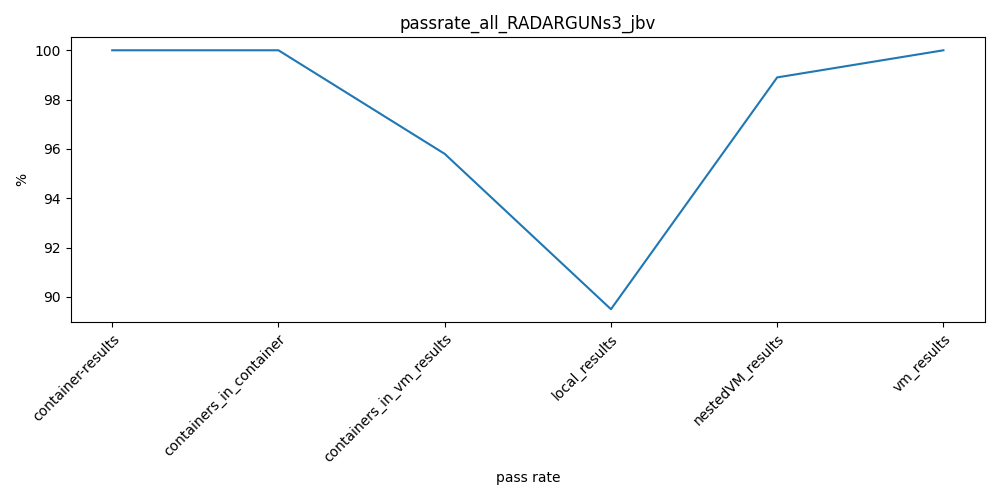 passrate_all_RADARGUNs3_jbv
100
98
96
94
92
90
%
container-results
containers_in_container
containers_in_vm_results
local_results
nestedVM_results
vm_results
pass rate